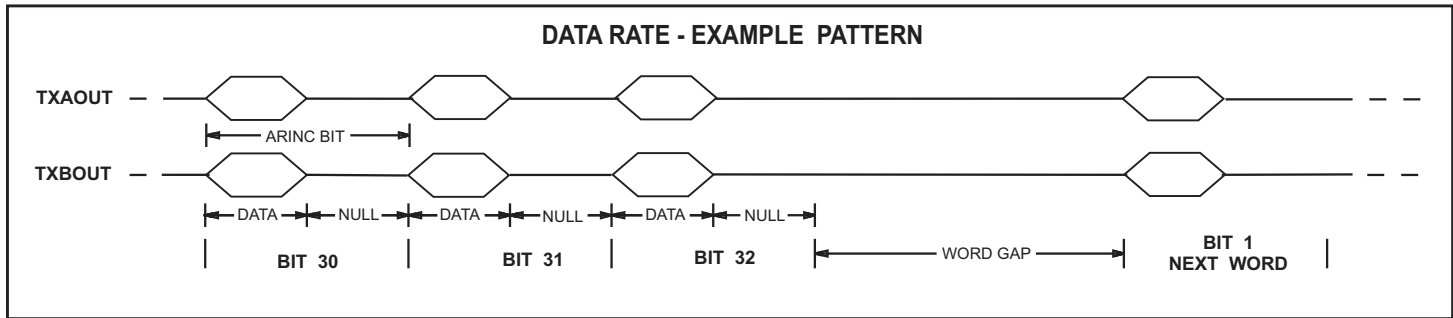 DATA RATE - EXAMPLE PATTERN
TXAOUT
ARINC BIT
TXBOUT
DATA NULL DATA NULL DATA NULL
BIT 30 BIT 31 BIT 32 WORD GAP BIT 1
NEXT WORD